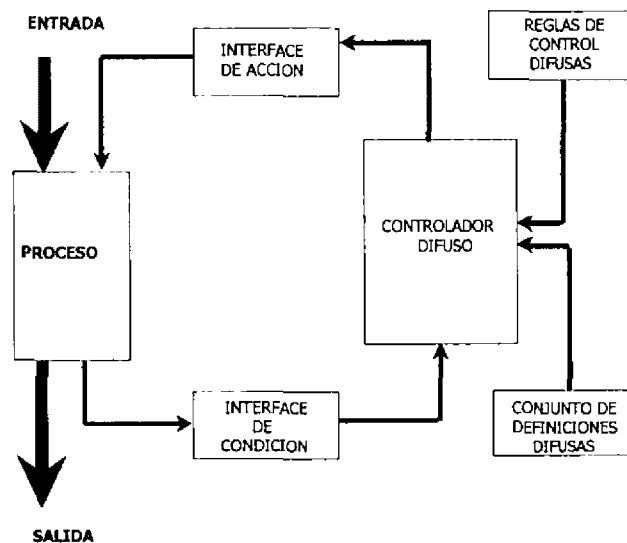 ENTRADA
INTERFACE
DE ACCION
REGLAS DE
CONTROL
DIFUSAS
PROCESO
CONTROLADOR
DIFUSO
INTERFACE
DE
CONDICION
CONJUNTO DE
DEFINICIONES
DIFUSAS
SALIDA